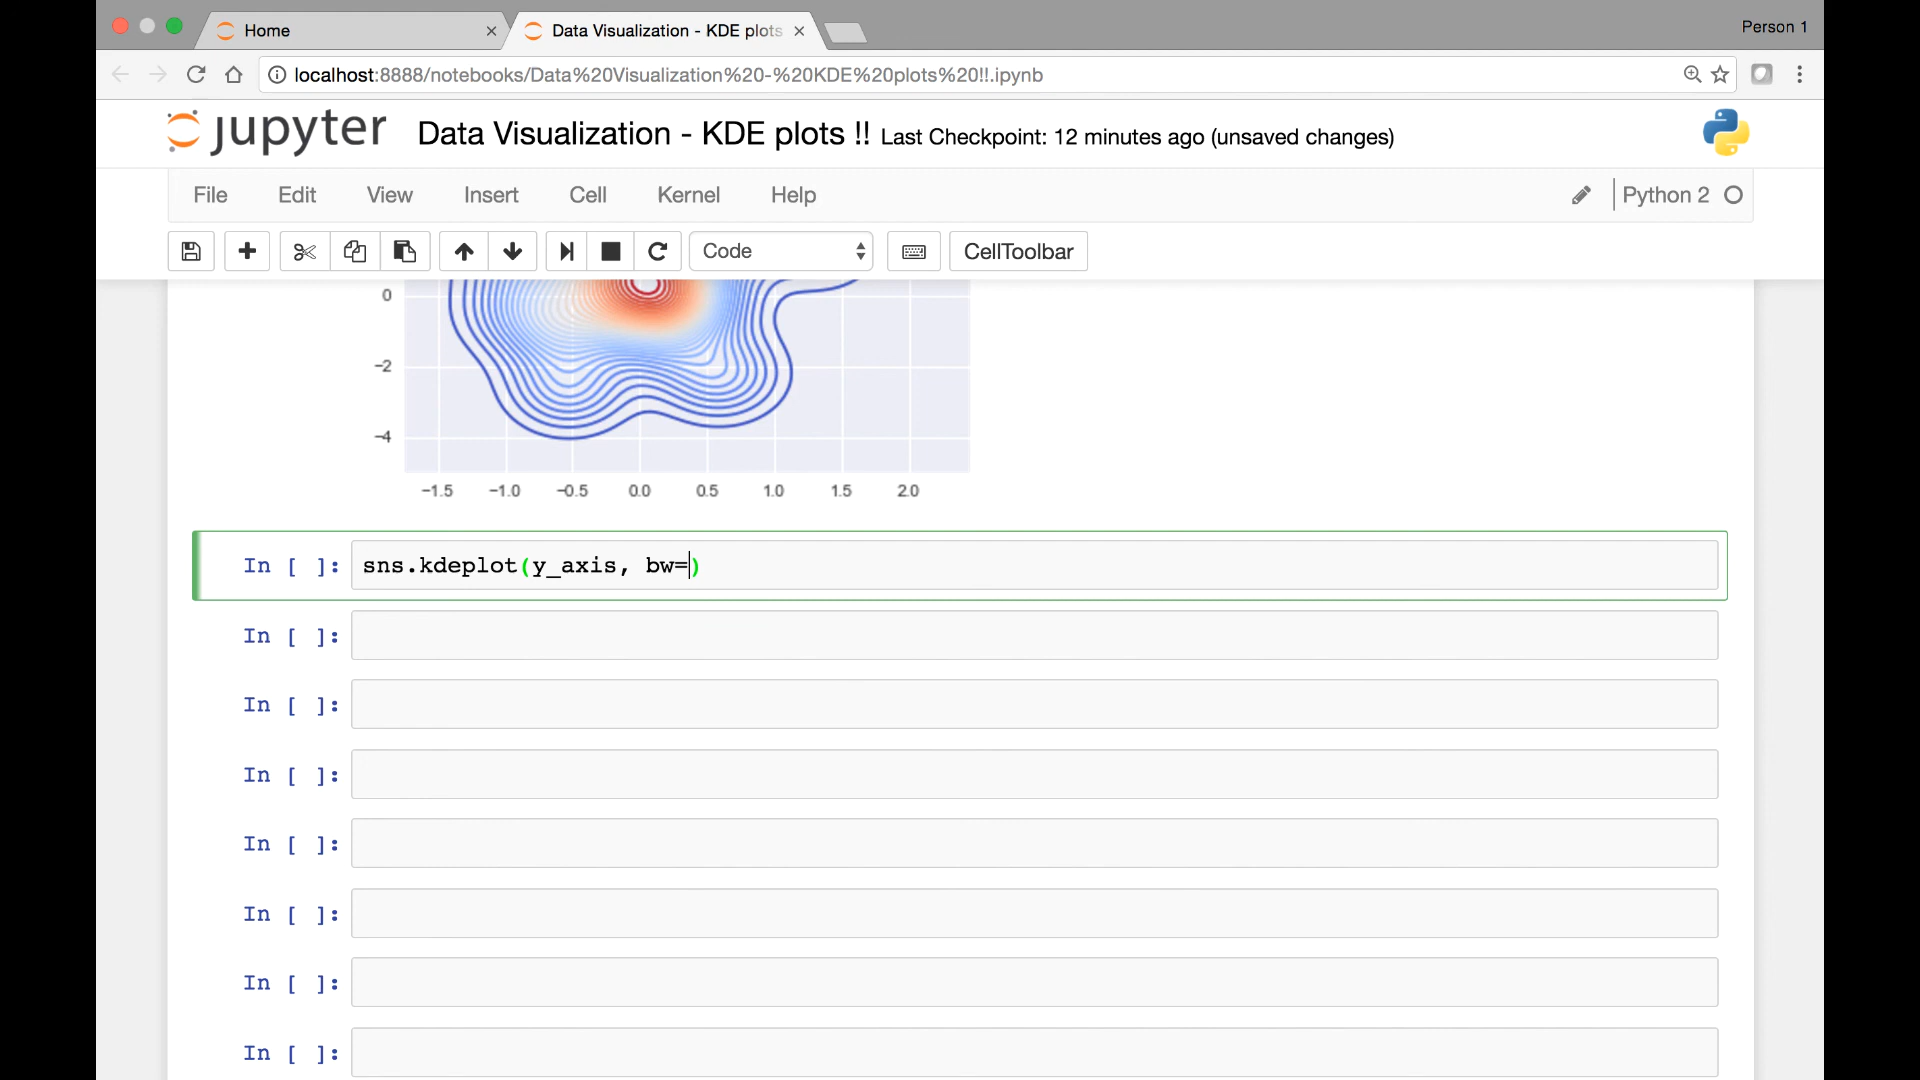 Home
Data Visualization - KDE plots
Person 1
localhost:8888/notebooks/Data%20Visualization%20-%20KDE%20plots%20!!.ipynb
jupyter Data Visualization - KDE plots !! Last Checkpoint: 12 minutes ago (unsaved changes)
File Edit View Insert Cell Kernel Help Python 2
Code CellToolbar
0
−2
−4
−1.5 −1.0 −0.5 0.0 0.5 1.0 1.5 2.0
In [ ]: sns.kdeplot(y_axis, bw=)
In [ ]:
In [ ]:
In [ ]:
In [ ]:
In [ ]:
In [ ]:
In [ ]: